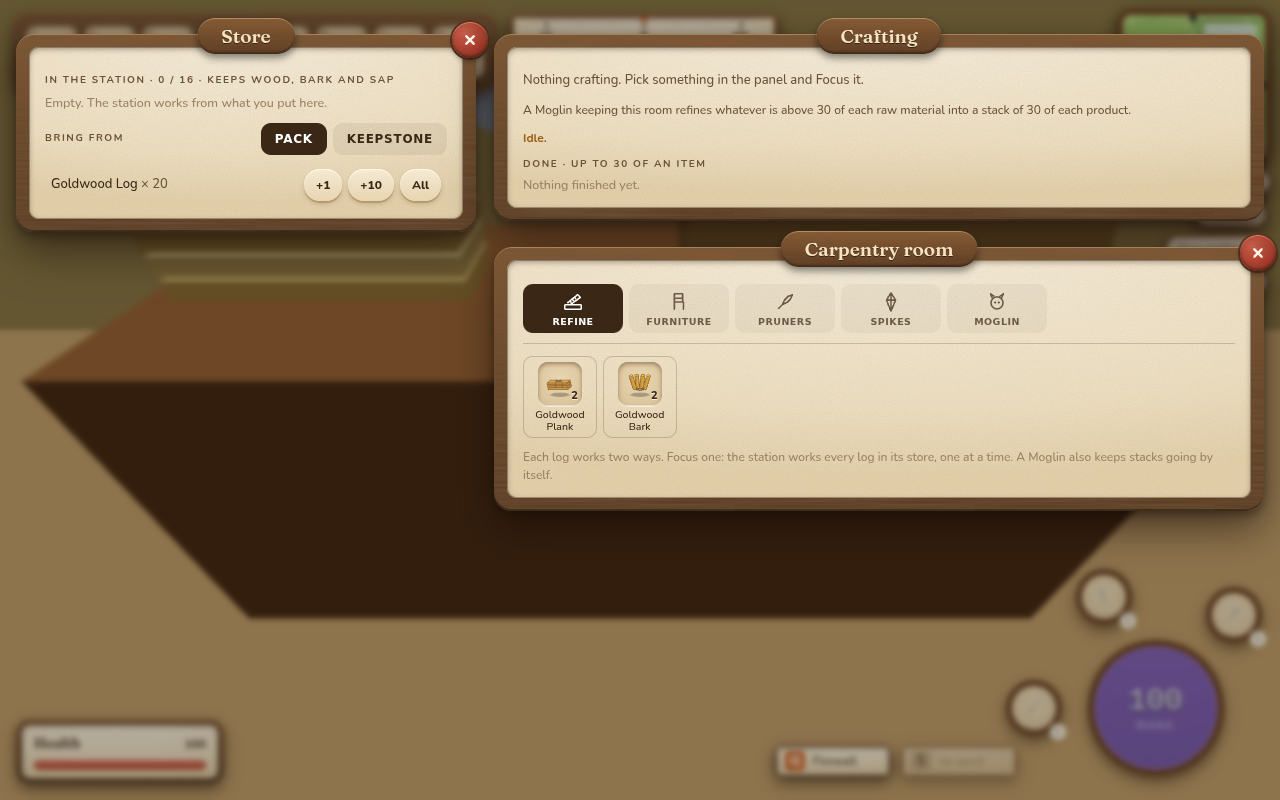 Store
IN THE STATION · 0 / 16 · KEEPS WOOD, BARK AND SAP
Empty. The station works from what you put here.
BRING FROM
PACK
KEEPSTONE
Goldwood Log × 20
+1
+10
All
Crafting
Nothing crafting. Pick something in the panel and Focus it.
A Moglin keeping this room refines whatever is above 30 of each raw material into a stack of 30 of each product.
Idle.
DONE · UP TO 30 OF AN ITEM
Nothing finished yet.
Carpentry room
REFINE
FURNITURE
PRUNERS
SPIKES
MOGLIN
2
Goldwood
Plank
2
Goldwood
Bark
Each log works two ways. Focus one: the station works every log in its store, one at a time. A Moglin also keeps stacks going by
itself.
Health
100
100